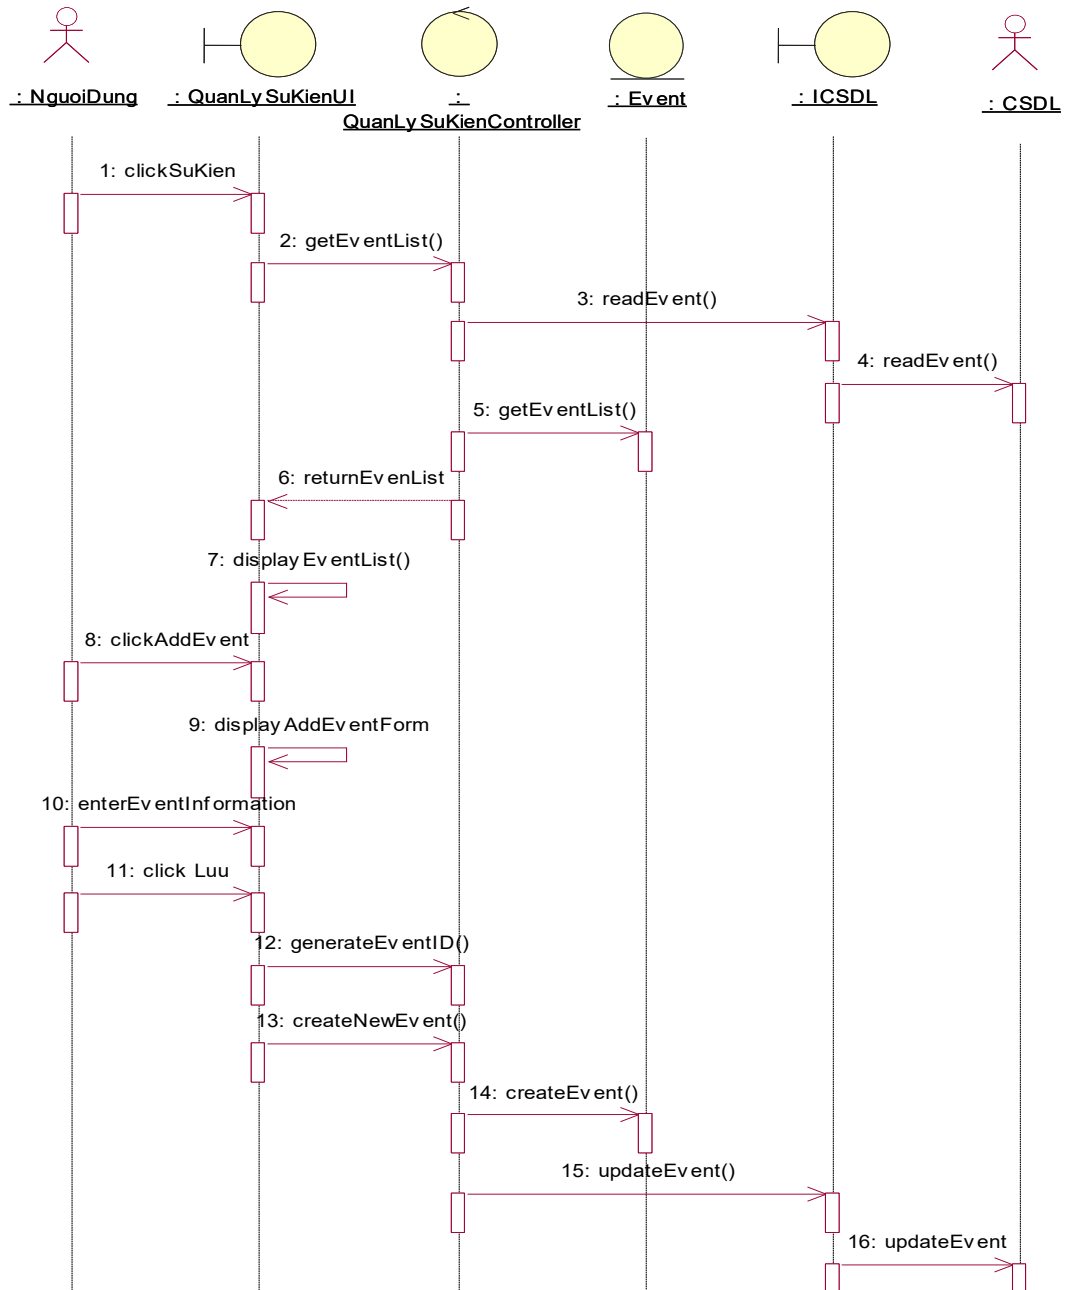 : NguoiDung
: QuanLySuKienUI
:
QuanLySuKienController
: Event
: ICSDL
: CSDL
1: clickSuKien
2: getEventList()
3: readEvent()
4: readEvent()
5: getEventList()
6: returnEvenList
7: displayEventList()
8: clickAddEvent
9: displayAddEventForm
10: enterEventInformation
11: click Luu
12: generateEventID()
13: createNewEvent()
14: createEvent()
15: updateEvent()
16: updateEvent